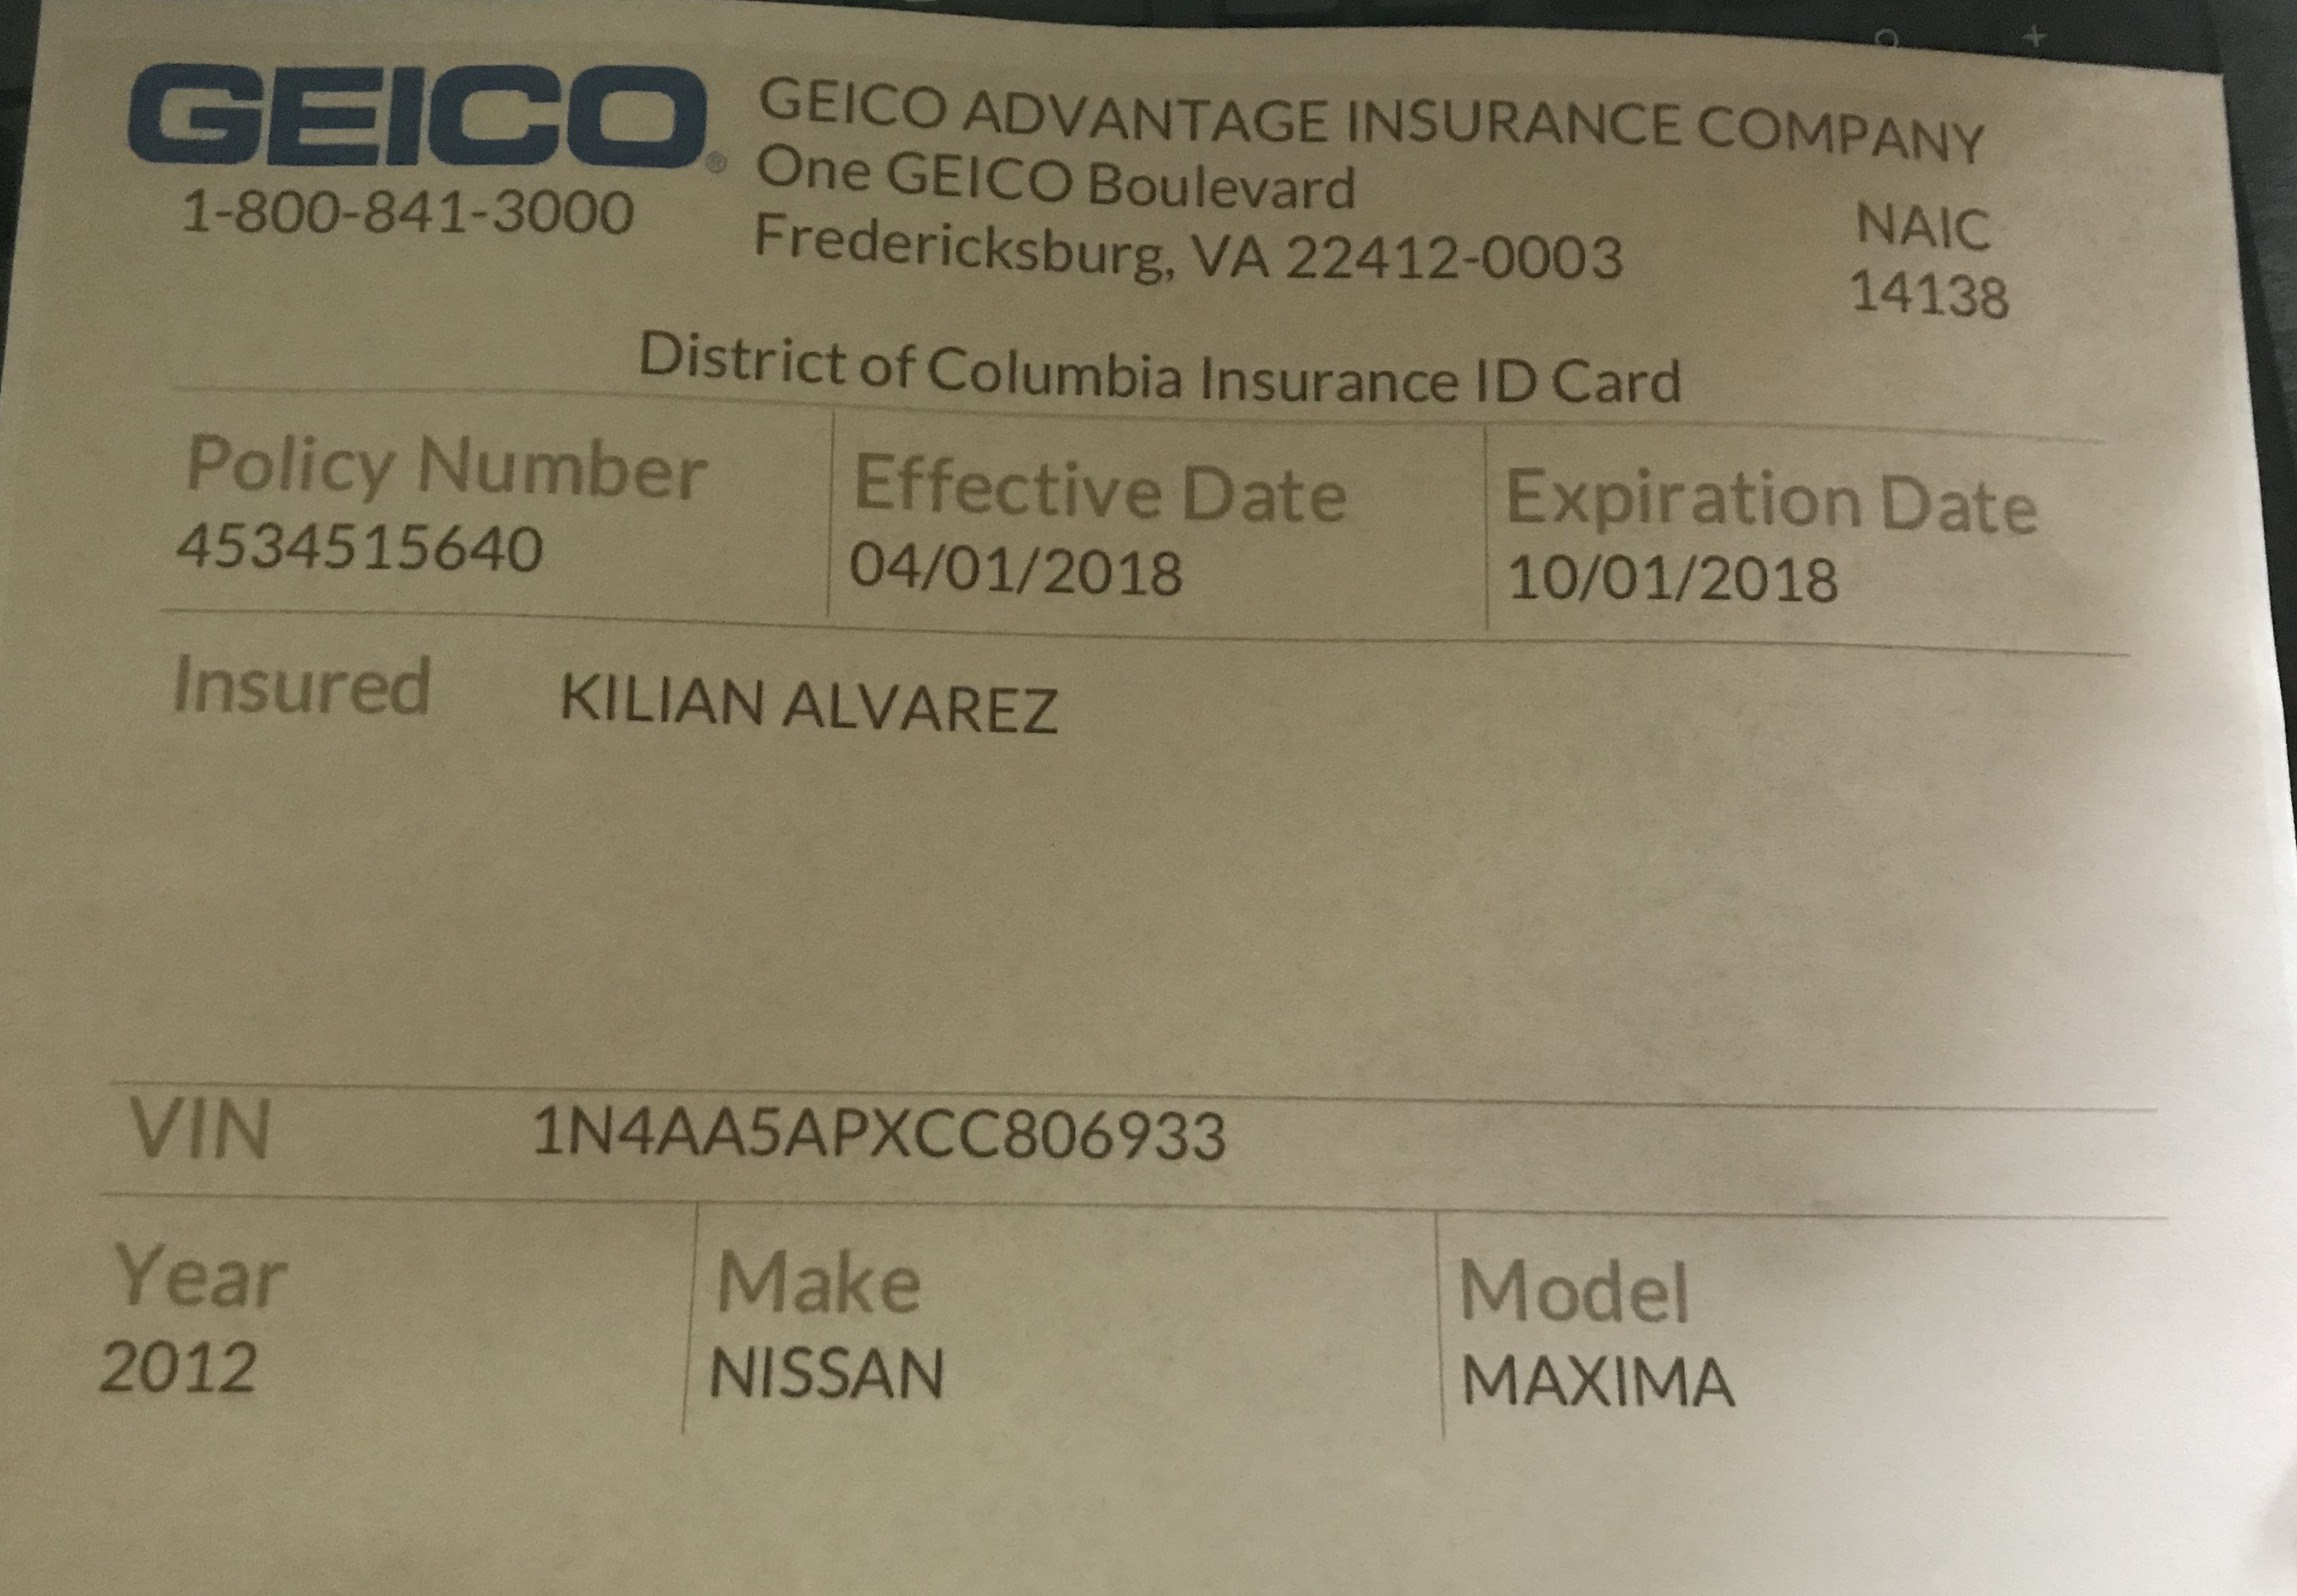 GEICO®
1-800-841-3000
GEICO ADVANTAGE INSURANCE COMPANY
One GEICO Boulevard
Fredericksburg, VA 22412-0003
NAIC
14138
District of Columbia Insurance ID Card
Policy Number
4534515640
Effective Date
04/01/2018
Expiration Date
10/01/2018
Insured KILIAN ALVAREZ
VIN 1N4AA5APXCC806933
Year
2012
Make
NISSAN
Model
MAXIMA